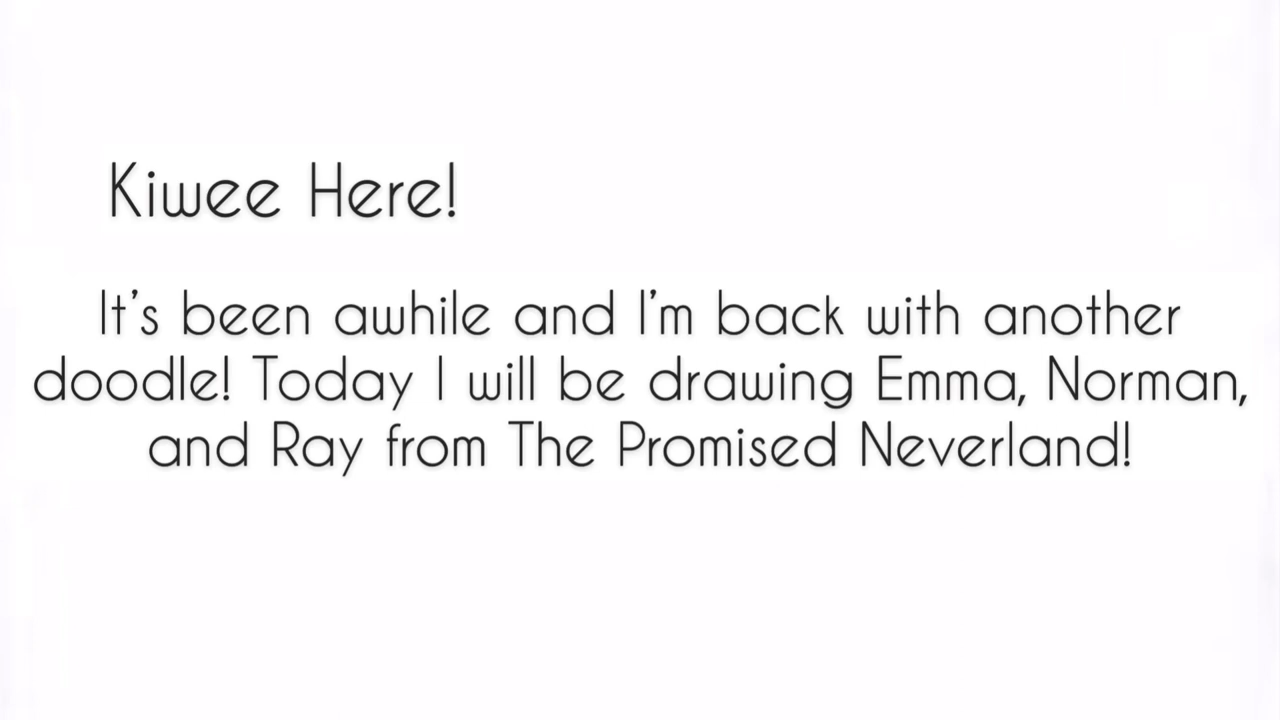 Kiwee Here!
It's been awhile and I'm back with another
doodle! Today I will be drawing Emma, Norman,
and Ray from The Promised Neverland!